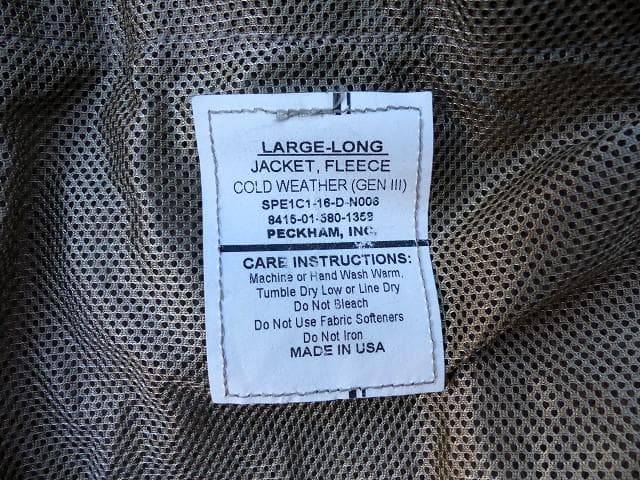 LARGE-LONG
JACKET, FLEECE
COLD WEATHER (GEN III)
SPE1C1-16-D-N006
8415-01-580-1359
PECKHAM, INC.
CARE INSTRUCTIONS:
Machine or Hand Wash Warm,
Tumble Dry Low or Line Dry
Do Not Bleach
Do Not Use Fabric Softeners
Do Not Iron
MADE IN USA